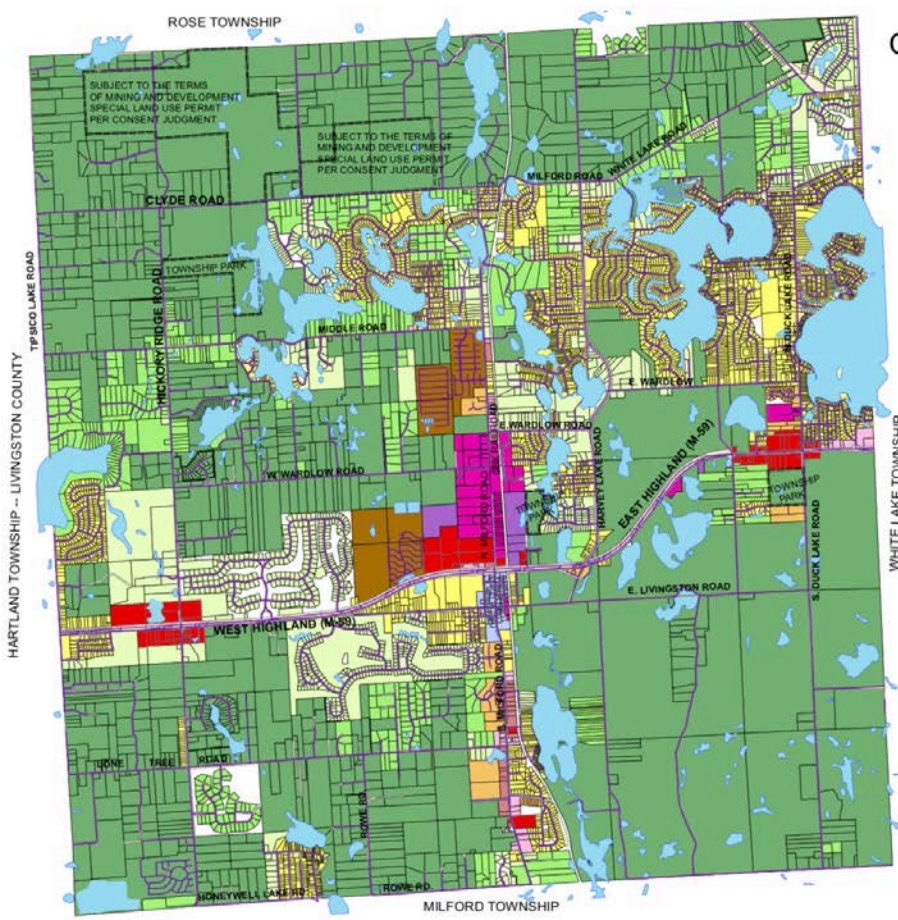 ROSE TOWNSHIP
SUBJECT TO THE TERMS
OF MINING AND DEVELOPMENT
SPECIAL LAND USE PERMIT
PER CONSENT JUDGMENT
SUBJECT TO THE TERMS OF
MINING AND DEVELOPMENT
SPECIAL LAND USE PERMIT
PER CONSENT JUDGMENT
WHITE LAKE ROAD
MILFORD ROAD
CLYDE ROAD
TOWNSHIP PARK
TIPSICO LAKE ROAD
HICKORY RIDGE ROAD
MIDDLE ROAD
N. DUCK LAKE ROAD
E. WARDLOW
HARTLAND TOWNSHIP -- LIVINGSTON COUNTY
E. WARDLOW ROAD
W. WARDLOW ROAD
N. MILFORD ROAD
HARVEY LAKE ROAD
EAST HIGHLAND (M-59)
TOWNSHIP
PARK
TOWNSHIP
PARK
WHITE LAKE TOWNSHIP
S. DUCK LAKE ROAD
E. LIVINGSTON ROAD
WEST HIGHLAND (M-59)
S. MILFORD ROAD
LONE TREE ROAD
ROWE RD.
HONEYWELL LAKE RD.
ROWE RD.
MILFORD TOWNSHIP